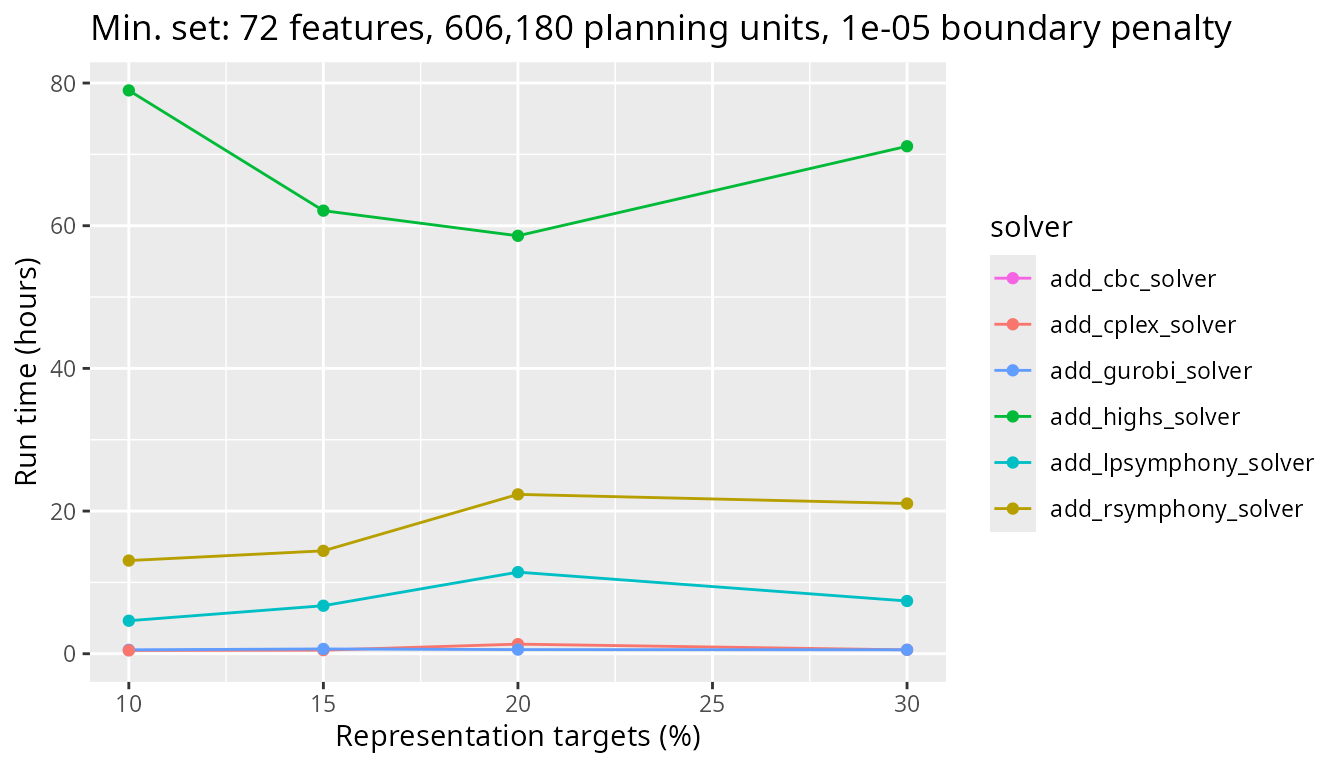 Min. set: 72 features, 606,180 planning units, 1e-05 boundary penalty
80
60
40
20
0
Run time (hours)
10 15 20 25 30
Representation targets (%)
solver
add_cbc_solver
add_cplex_solver
add_gurobi_solver
add_highs_solver
add_lpsymphony_solver
add_rsymphony_solver